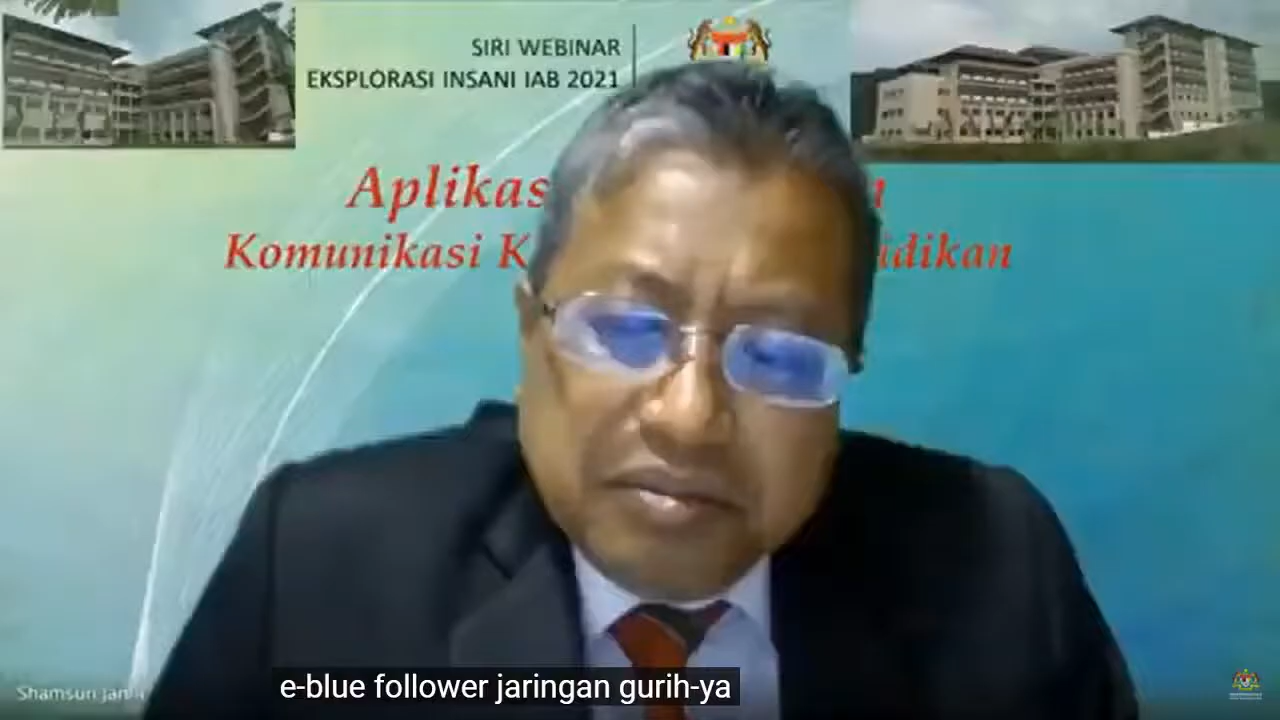 SIRI WEBINAR
EKSPLORASI INSANI IAB 2021
Aplikas
Komunikasi K idikan
Shamsuri
e-blue follower jaringan gurih-ya